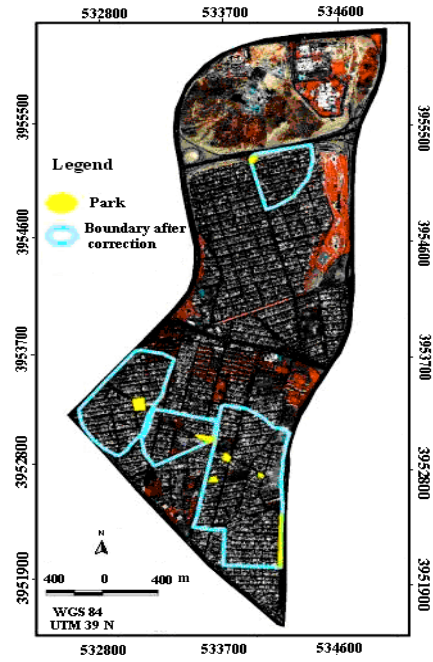 532800 533700 534600
3955500 3955500
Legend
Park
Boundary after
correction
3954600 3954600
3953700 3953700
3952800 3952800
N
3951900 3951900
400 0 400 m
WGS 84
UTM 39 N
532800 533700 534600